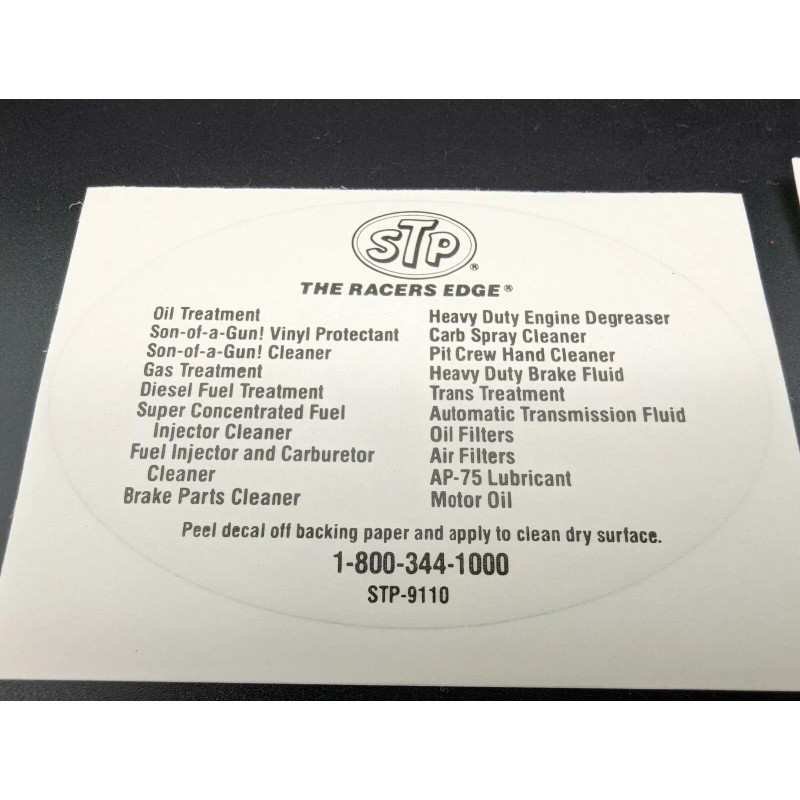 STP®
THE RACERS EDGE®
Oil Treatment
Son-of-a-Gun! Vinyl Protectant
Son-of-a-Gun! Cleaner
Gas Treatment
Diesel Fuel Treatment
Super Concentrated Fuel
Injector Cleaner
Fuel Injector and Carburetor
Cleaner
Brake Parts Cleaner
Heavy Duty Engine Degreaser
Carb Spray Cleaner
Pit Crew Hand Cleaner
Heavy Duty Brake Fluid
Trans Treatment
Automatic Transmission Fluid
Oil Filters
Air Filters
AP-75 Lubricant
Motor Oil
Peel decal off backing paper and apply to clean dry surface.
1-800-344-1000
STP-9110